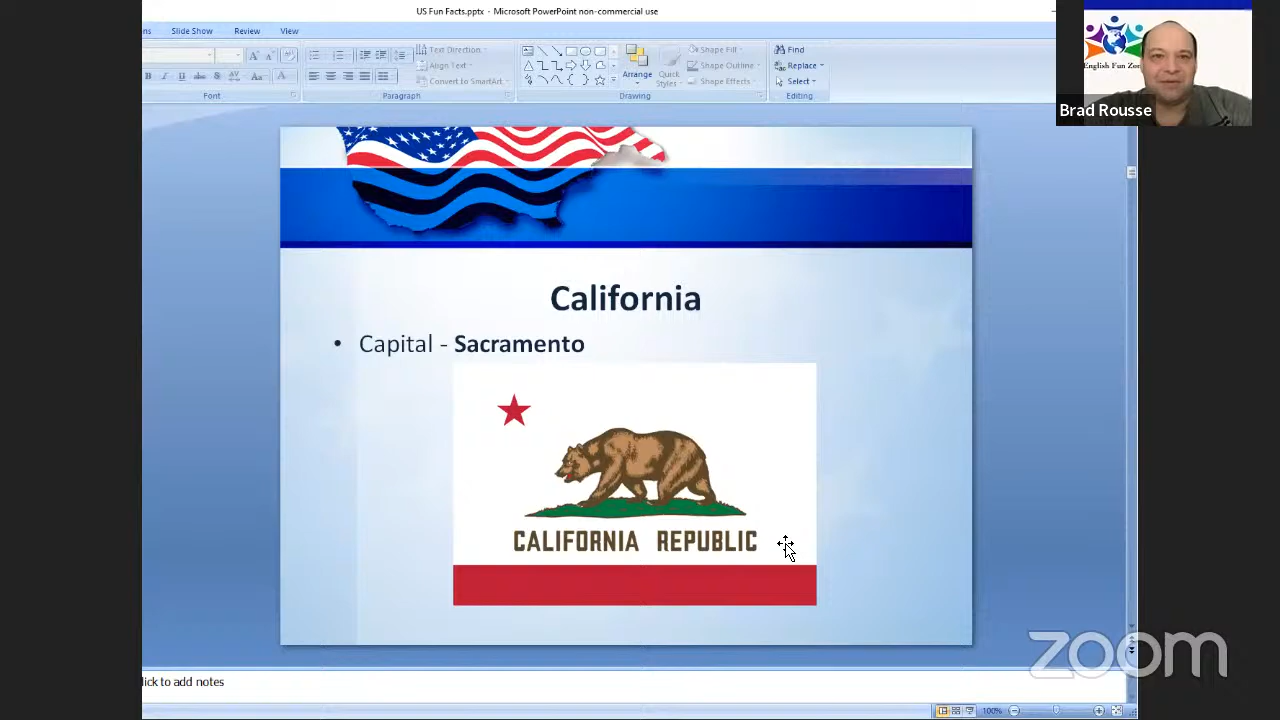 US Fun Facts.pptx - Microsoft PowerPoint non-commercial use
ns Slide Show Review View
Text Direction
Align Text
Convert to SmartArt
Arrange
Quick Styles
Shape Fill
Shape Outline
Shape Effects
Find
Replace
Select
Font Paragraph Drawing Editing
English Fun Zon
Brad Rousse
California
• Capital - Sacramento
CALIFORNIA REPUBLIC
zoom
lick to add notes
100%